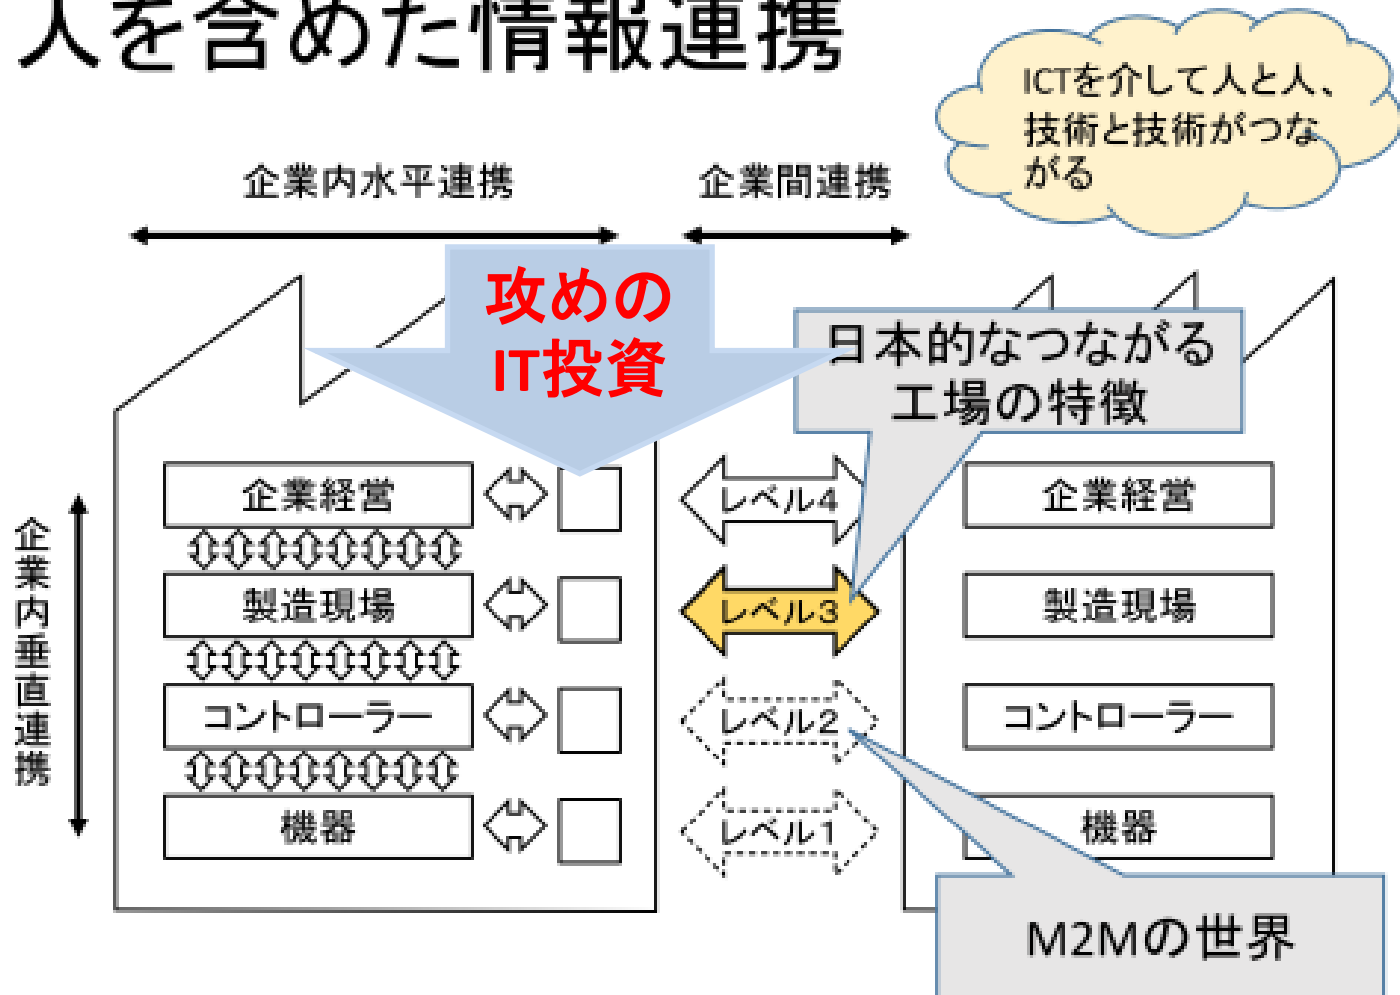 人を含めた情報連携
ICTを介して人と人、
技術と技術がつな
がる
企業内水平連携
企業間連携
攻めの
IT投資
日本的なつながる
工場の特徴
企業内垂直連携
企業経営
レベル4
企業経営
製造現場
レベル3
製造現場
コントローラー
レベル2
コントローラー
機器
レベル1
機器
M2Mの世界